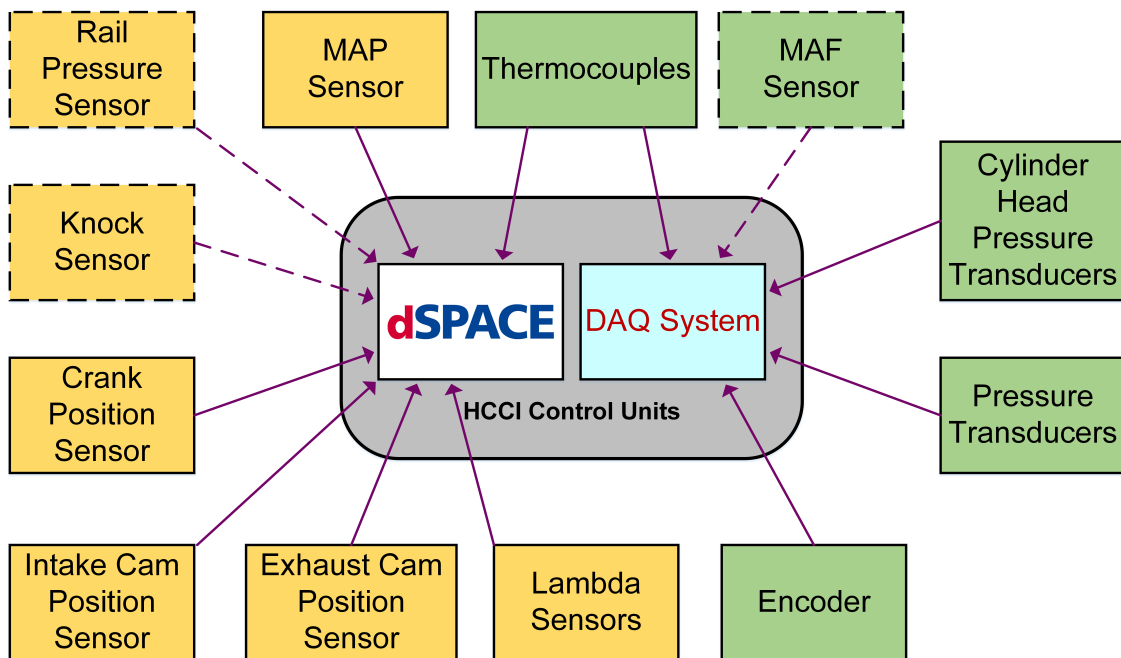 Rail
Pressure
Sensor
MAP
Sensor
Thermocouples
MAF
Sensor
Cylinder
Head
Pressure
Transducers
Knock
Sensor
dSPACE
DAQ System
HCCI Control Units
Crank
Position
Sensor
Pressure
Transducers
Intake Cam
Position
Sensor
Exhaust Cam
Position
Sensor
Lambda
Sensors
Encoder